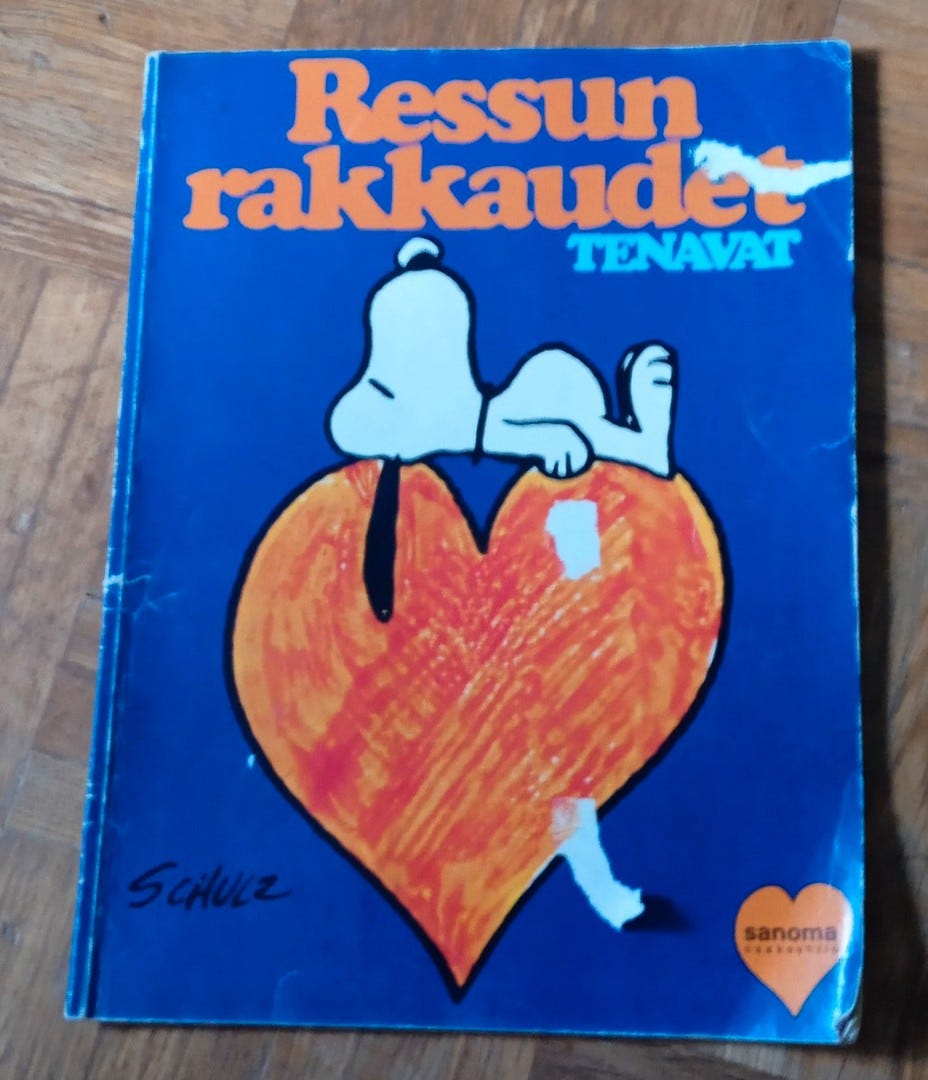 Ressun
rakkaudet
TENAVAT
SCHULZ
sanoma